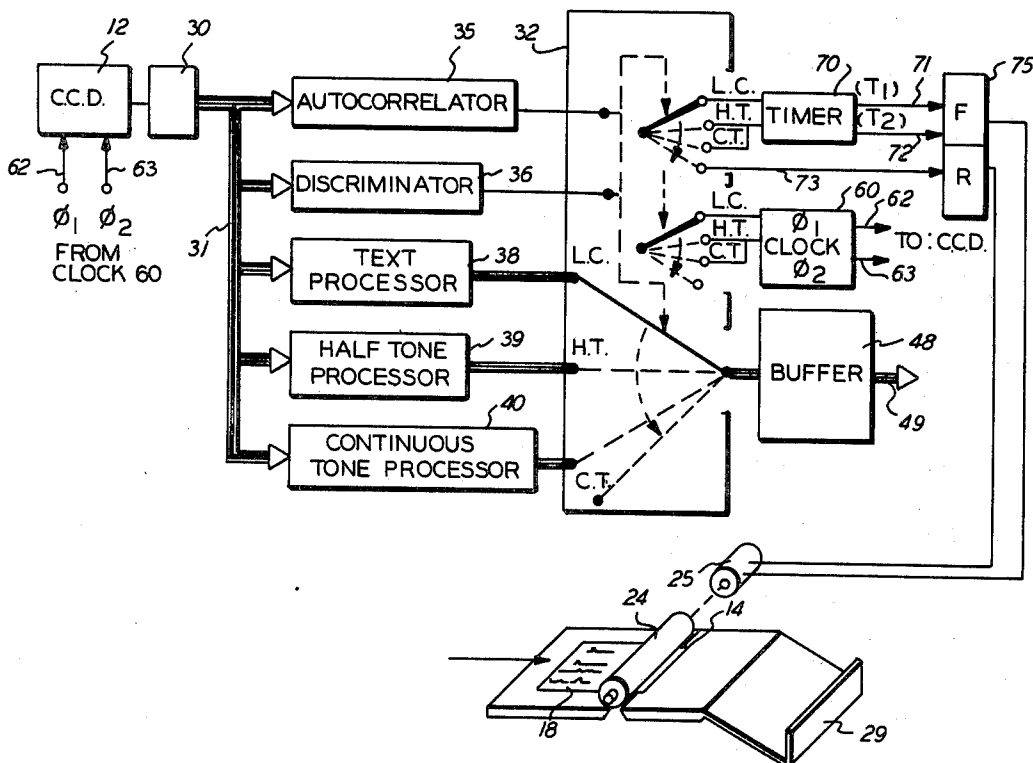 12
30
35
32
C.C.D.
AUTOCORRELATOR
62
63
Ø1 Ø2
FROM
CLOCK 60
31
DISCRIMINATOR
36
TEXT
PROCESSOR
38
HALF TONE
PROCESSOR
39
40
CONTINUOUS
TONE PROCESSOR
L.C.
H.T.
C.T.
L.C.
H.T.
C.T.
70
TIMER
(T1)
71
(T2)
72
73
75
F
R
L.C.
H.T.
C.T
60
Ø1
CLOCK
Ø2
62
TO: C.C.D.
63
48
BUFFER
49
25
24
14
18
29